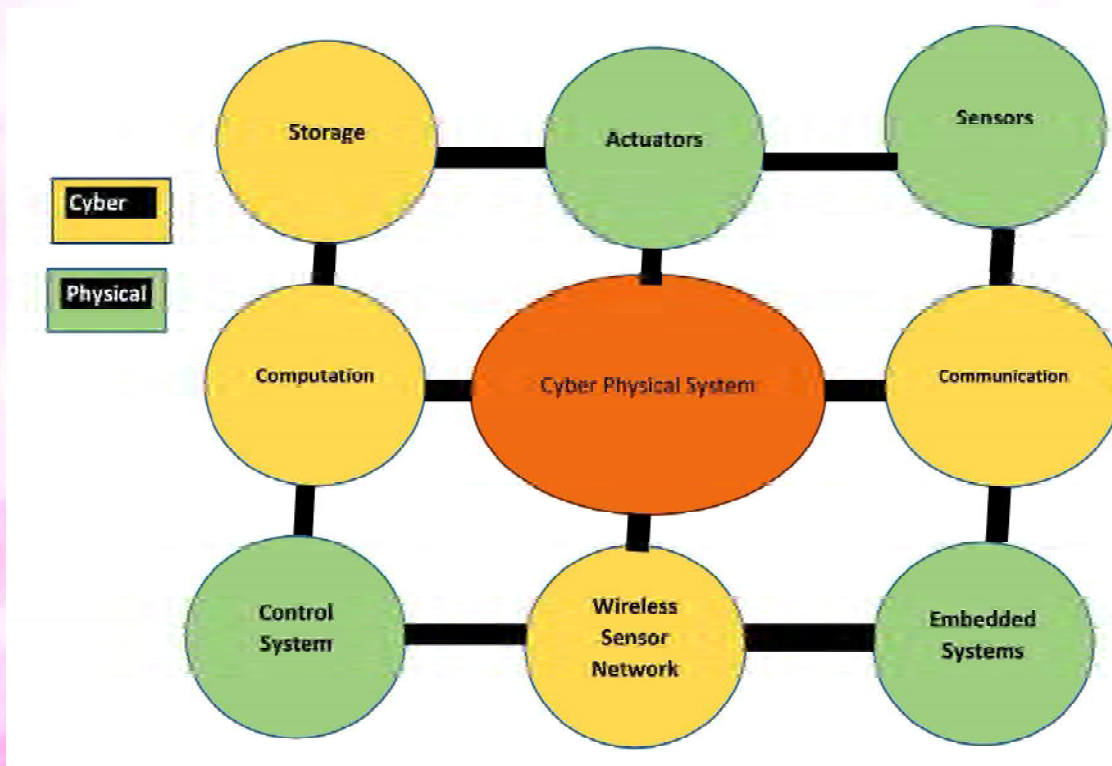 Storage
Actuators
Sensors
Cyber
Physical
Computation
Cyber Physical System
Communication
Control
System
Wireless
Sensor
Network
Embedded
Systems